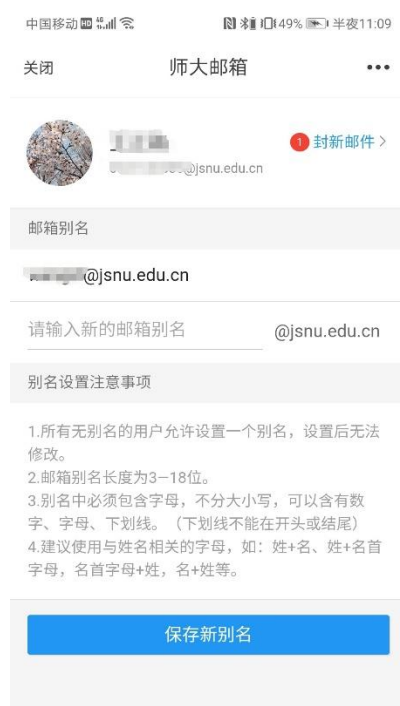 中国移动 HD 4G 49% 半夜11:09
关闭 师大邮箱
1 封新邮件
@jsnu.edu.cn
邮箱别名
@jsnu.edu.cn
请输入新的邮箱别名 @jsnu.edu.cn
别名设置注意事项
1.所有无别名的用户允许设置一个别名，设置后无法
修改。
2.邮箱别名长度为3—18位。
3.别名中必须包含字母，不分大小写，可以含有数
字、字母、下划线。（下划线不能在开头或结尾）
4.建议使用与姓名相关的字母，如：姓+名、姓+名首
字母，名首字母+姓，名+姓等。
保存新别名